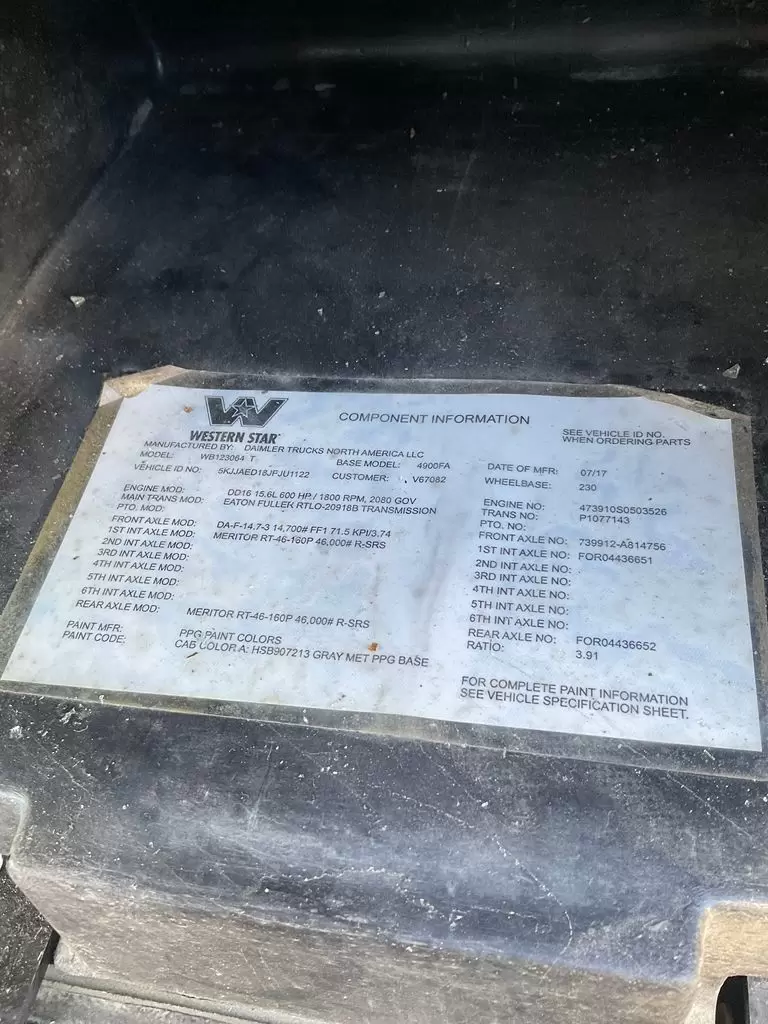 WESTERN STAR
COMPONENT INFORMATION
SEE VEHICLE ID NO.
WHEN ORDERING PARTS
MANUFACTURED BY: DAIMLER TRUCKS NORTH AMERICA LLC
MODEL: WB123064 T BASE MODEL: 4900FA DATE OF MFR: 07/17
VEHICLE ID NO: 5KJJAED18JFJU1122 CUSTOMER: V67082 WHEELBASE: 230
ENGINE MOD: DD16 15.6L 600 HP / 1800 RPM, 2080 GOV ENGINE NO: 473910S0503526
MAIN TRANS MOD: EATON FULLER RTLO-20918B TRANSMISSION TRANS NO: P1077143
PTO. MOD: PTO. NO:
FRONT AXLE MOD: DA-F-14.7-3 14,700# FF1 71.5 KPI/3.74 FRONT AXLE NO: 739912-A814756
1ST INT AXLE MOD: MERITOR RT-46-160P 46,000# R-SRS 1ST INT AXLE NO: FOR04436651
2ND INT AXLE MOD: 2ND INT AXLE NO:
3RD INT AXLE MOD: 3RD INT AXLE NO:
4TH INT AXLE MOD: 4TH INT AXLE NO:
5TH INT AXLE MOD: 5TH INT AXLE NO:
6TH INT AXLE MOD: 6TH INT AXLE NO:
REAR AXLE MOD: MERITOR RT-46-160P 46,000# R-SRS REAR AXLE NO: FOR04436652
RATIO: 3.91
PAINT MFR: PPG PAINT COLORS
PAINT CODE: CAB COLOR A: HSB907213 GRAY MET PPG BASE
FOR COMPLETE PAINT INFORMATION
SEE VEHICLE SPECIFICATION SHEET.